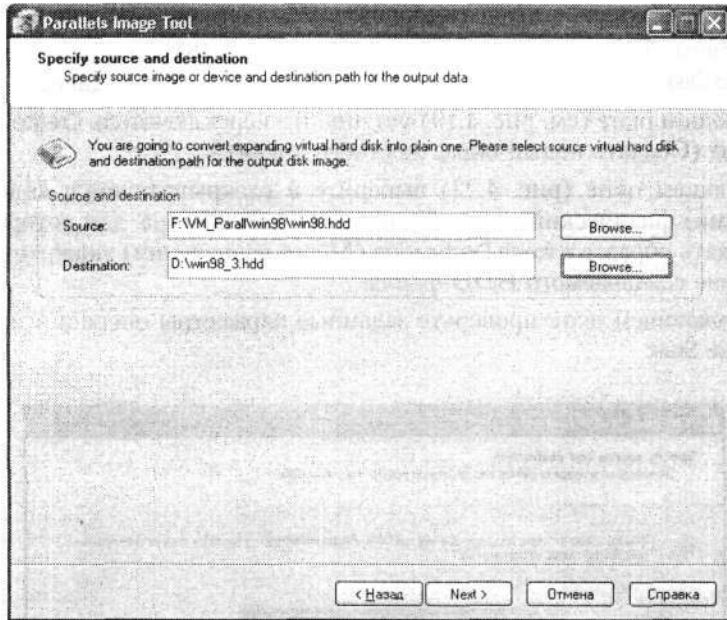 Parallels Image Tool
Specify source and destination
Specify source image or device and destination path for the output data
You are going to convert expanding virtual hard disk into plain one. Please select source virtual hard disk
and destination path for the output disk image.
Source and destination
Source:
F:\VM_Parall\win98\win98.hdd
Browse...
Destination:
D:\win98_3.hdd
Browse...
< Назад
Next >
Отмена
Справка